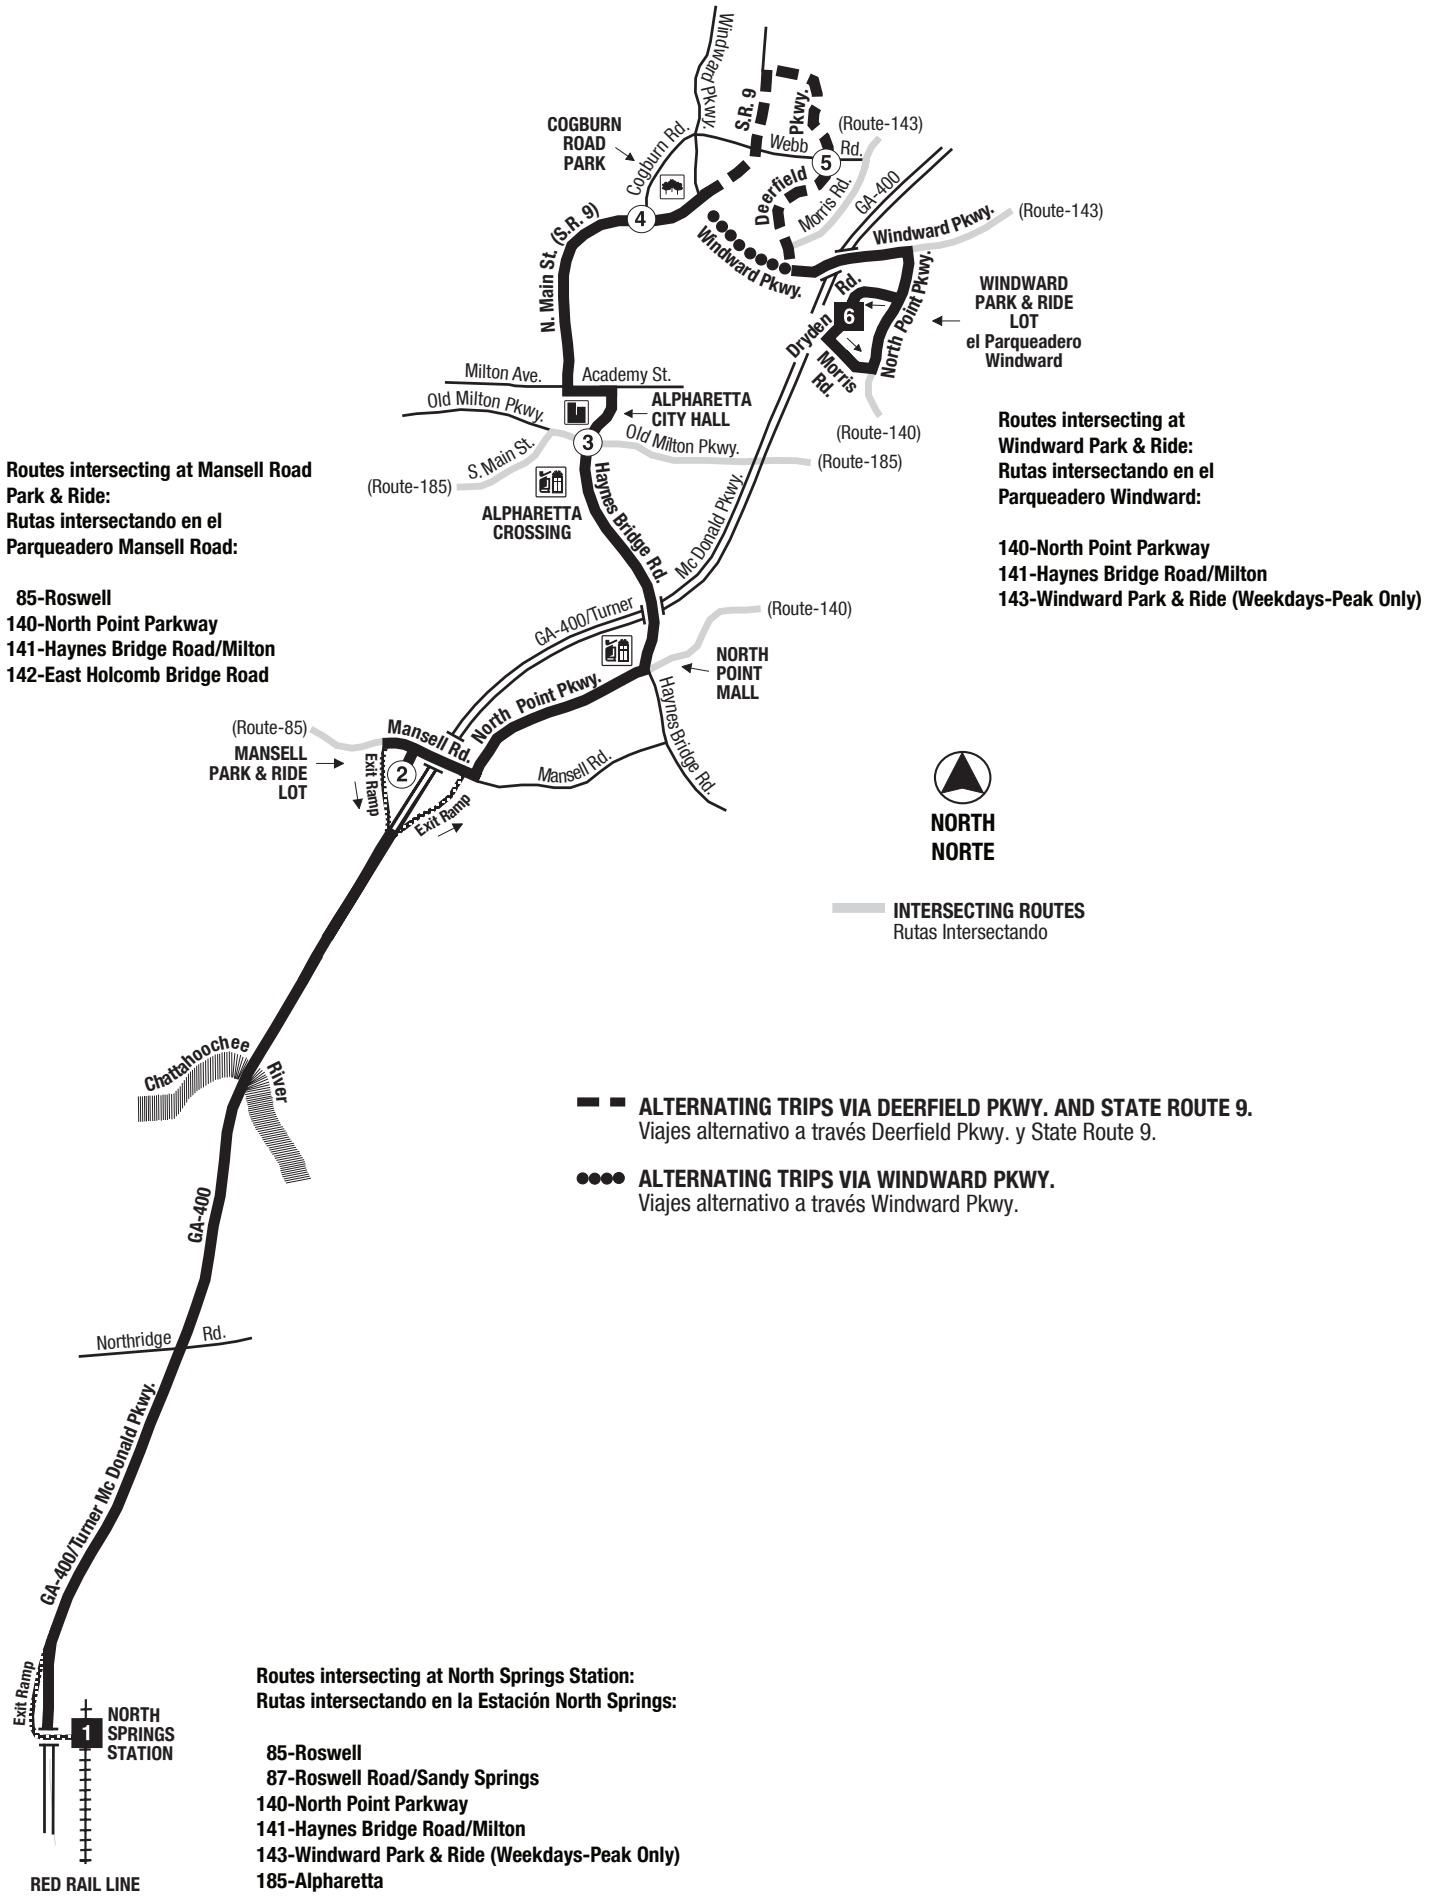 Windward Pkwy.
S.R. 9
Pkwy.
(Route-143)
COGBURN
ROAD
PARK
Cogburn Rd.
Webb
Rd.
5
Deerfield
Morris Rd.
GA-400
4
Windward Pkwy.
(Route-143)
N. Main St. (S.R. 9)
Windward Pkwy.
WINDWARD
PARK & RIDE
LOT
el Parqueadero
Windward
Dryden
Rd.
6
North Point Pkwy.
Morris
Rd.
Milton Ave.
Academy St.
Old Milton Pkwy.
ALPHARETTA
CITY HALL
3
Old Milton Pkwy.
(Route-140)
S. Main St.
(Route-185)
(Route-185)
ALPHARETTA
CROSSING
Haynes Bridge Rd.
Routes intersecting at
Windward Park & Ride:
Rutas intersectando en el
Parqueadero Windward:
140-North Point Parkway
141-Haynes Bridge Road/Milton
143-Windward Park & Ride (Weekdays-Peak Only)
Routes intersecting at Mansell Road
Park & Ride:
Rutas intersectando en el
Parqueadero Mansell Road:
85-Roswell
140-North Point Parkway
141-Haynes Bridge Road/Milton
142-East Holcomb Bridge Road
GA-400/Turner
Mc Donald Pkwy.
(Route-140)
NORTH
POINT
MALL
North Point Pkwy.
Haynes Bridge Rd.
(Route-85)
Mansell Rd.
MANSELL
PARK & RIDE
LOT
2
Exit Ramp
Exit Ramp
Mansell Rd.
NORTH
NORTE
INTERSECTING ROUTES
Rutas Intersectando
Chattahoochee
River
ALTERNATING TRIPS VIA DEERFIELD PKWY. AND STATE ROUTE 9.
Viajes alternativo a través Deerfield Pkwy. y State Route 9.
ALTERNATING TRIPS VIA WINDWARD PKWY.
Viajes alternativo a través Windward Pkwy.
GA-400
Northridge
Rd.
GA-400/Turner Mc Donald Pkwy.
Exit Ramp
1
NORTH
SPRINGS
STATION
RED RAIL LINE
Routes intersecting at North Springs Station:
Rutas intersectando en la Estación North Springs:
85-Roswell
87-Roswell Road/Sandy Springs
140-North Point Parkway
141-Haynes Bridge Road/Milton
143-Windward Park & Ride (Weekdays-Peak Only)
185-Alpharetta